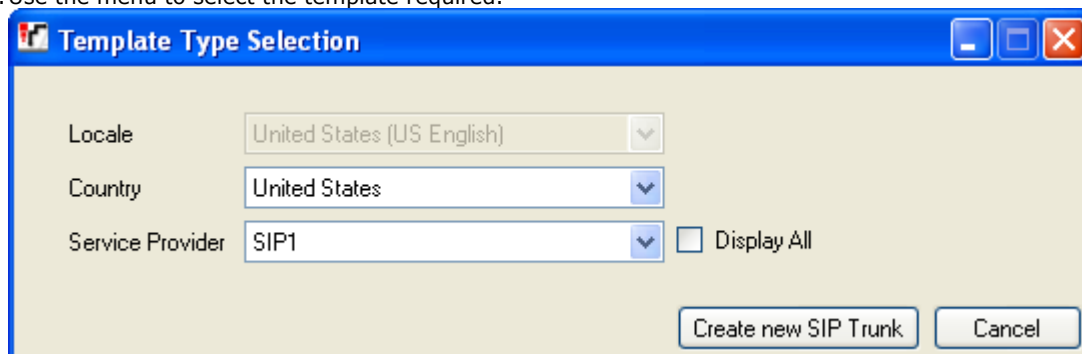 . Use the menu to select the template required.
Template Type Selection
Locale United States (US English)
Country United States
Service Provider SIP1 Display All
Create new SIP Trunk Cancel